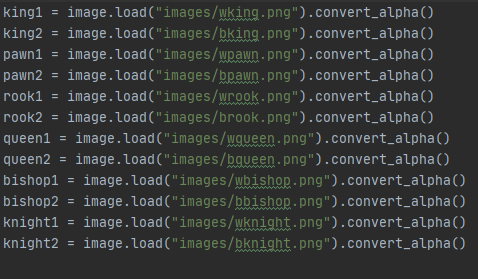 king1 = image.load("images/wking.png").convert_alpha()
king2 = image.load("images/bking.png").convert_alpha()
pawn1 = image.load("images/wpawn.png").convert_alpha()
pawn2 = image.load("images/bpawn.png").convert_alpha()
rook1 = image.load("images/wrook.png").convert_alpha()
rook2 = image.load("images/brook.png").convert_alpha()
queen1 = image.load("images/wqueen.png").convert_alpha()
queen2 = image.load("images/bqueen.png").convert_alpha()
bishop1 = image.load("images/wbishop.png").convert_alpha()
bishop2 = image.load("images/bbishop.png").convert_alpha()
knight1 = image.load("images/wknight.png").convert_alpha()
knight2 = image.load("images/bknight.png").convert_alpha()